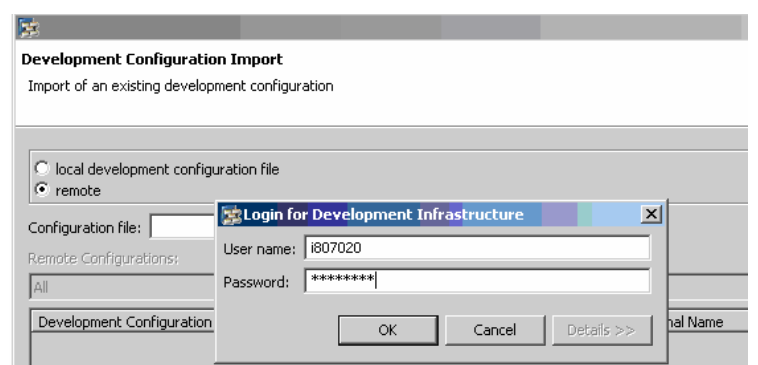 Development Configuration Import
Import of an existing development configuration
local development configuration file
remote
Configuration file:
Remote Configurations:
All
Development Configuration
Login for Development Infrastructure
User name: i807020
Password: ********
OK Cancel Details >>
nal Name